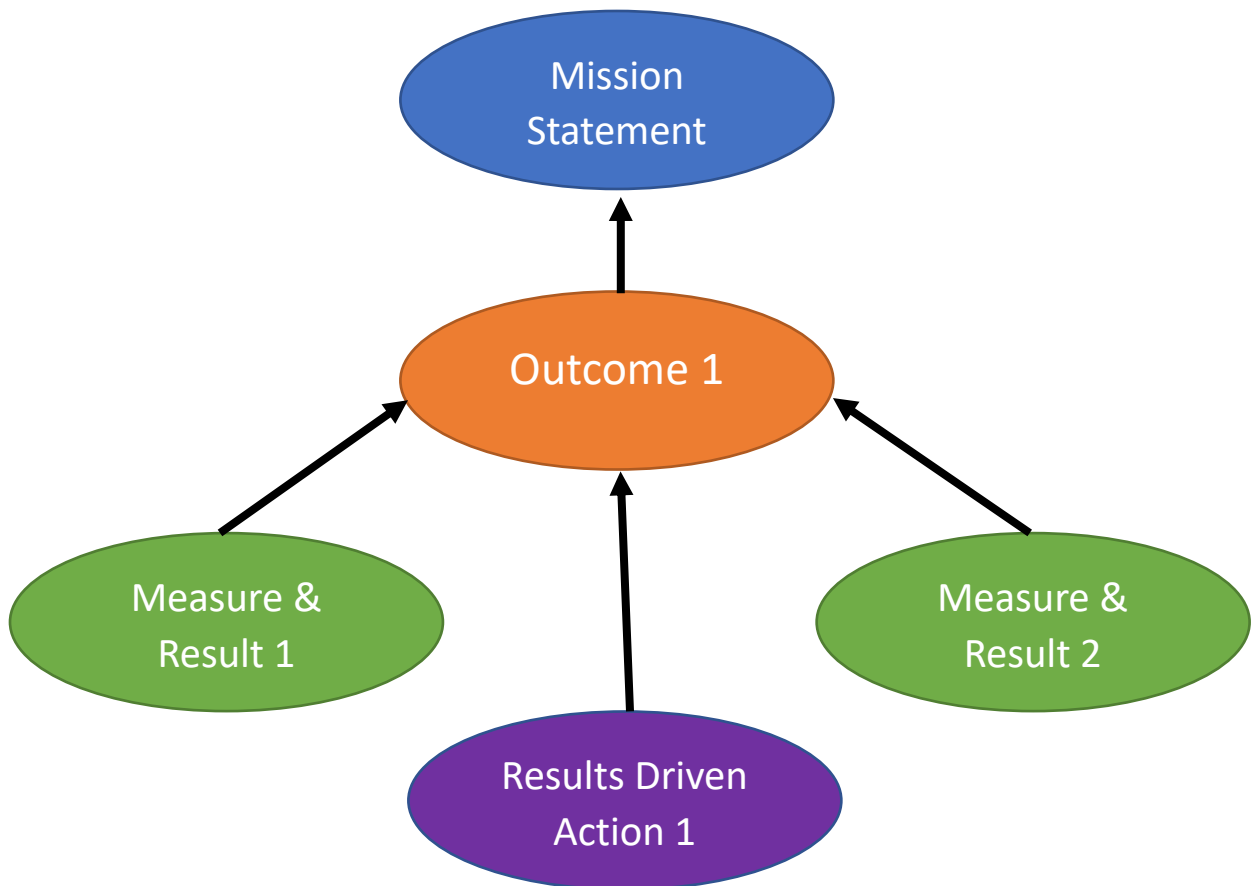 Mission
Statement
Outcome 1
Measure &
Result 1
Measure &
Result 2
Results Driven
Action 1